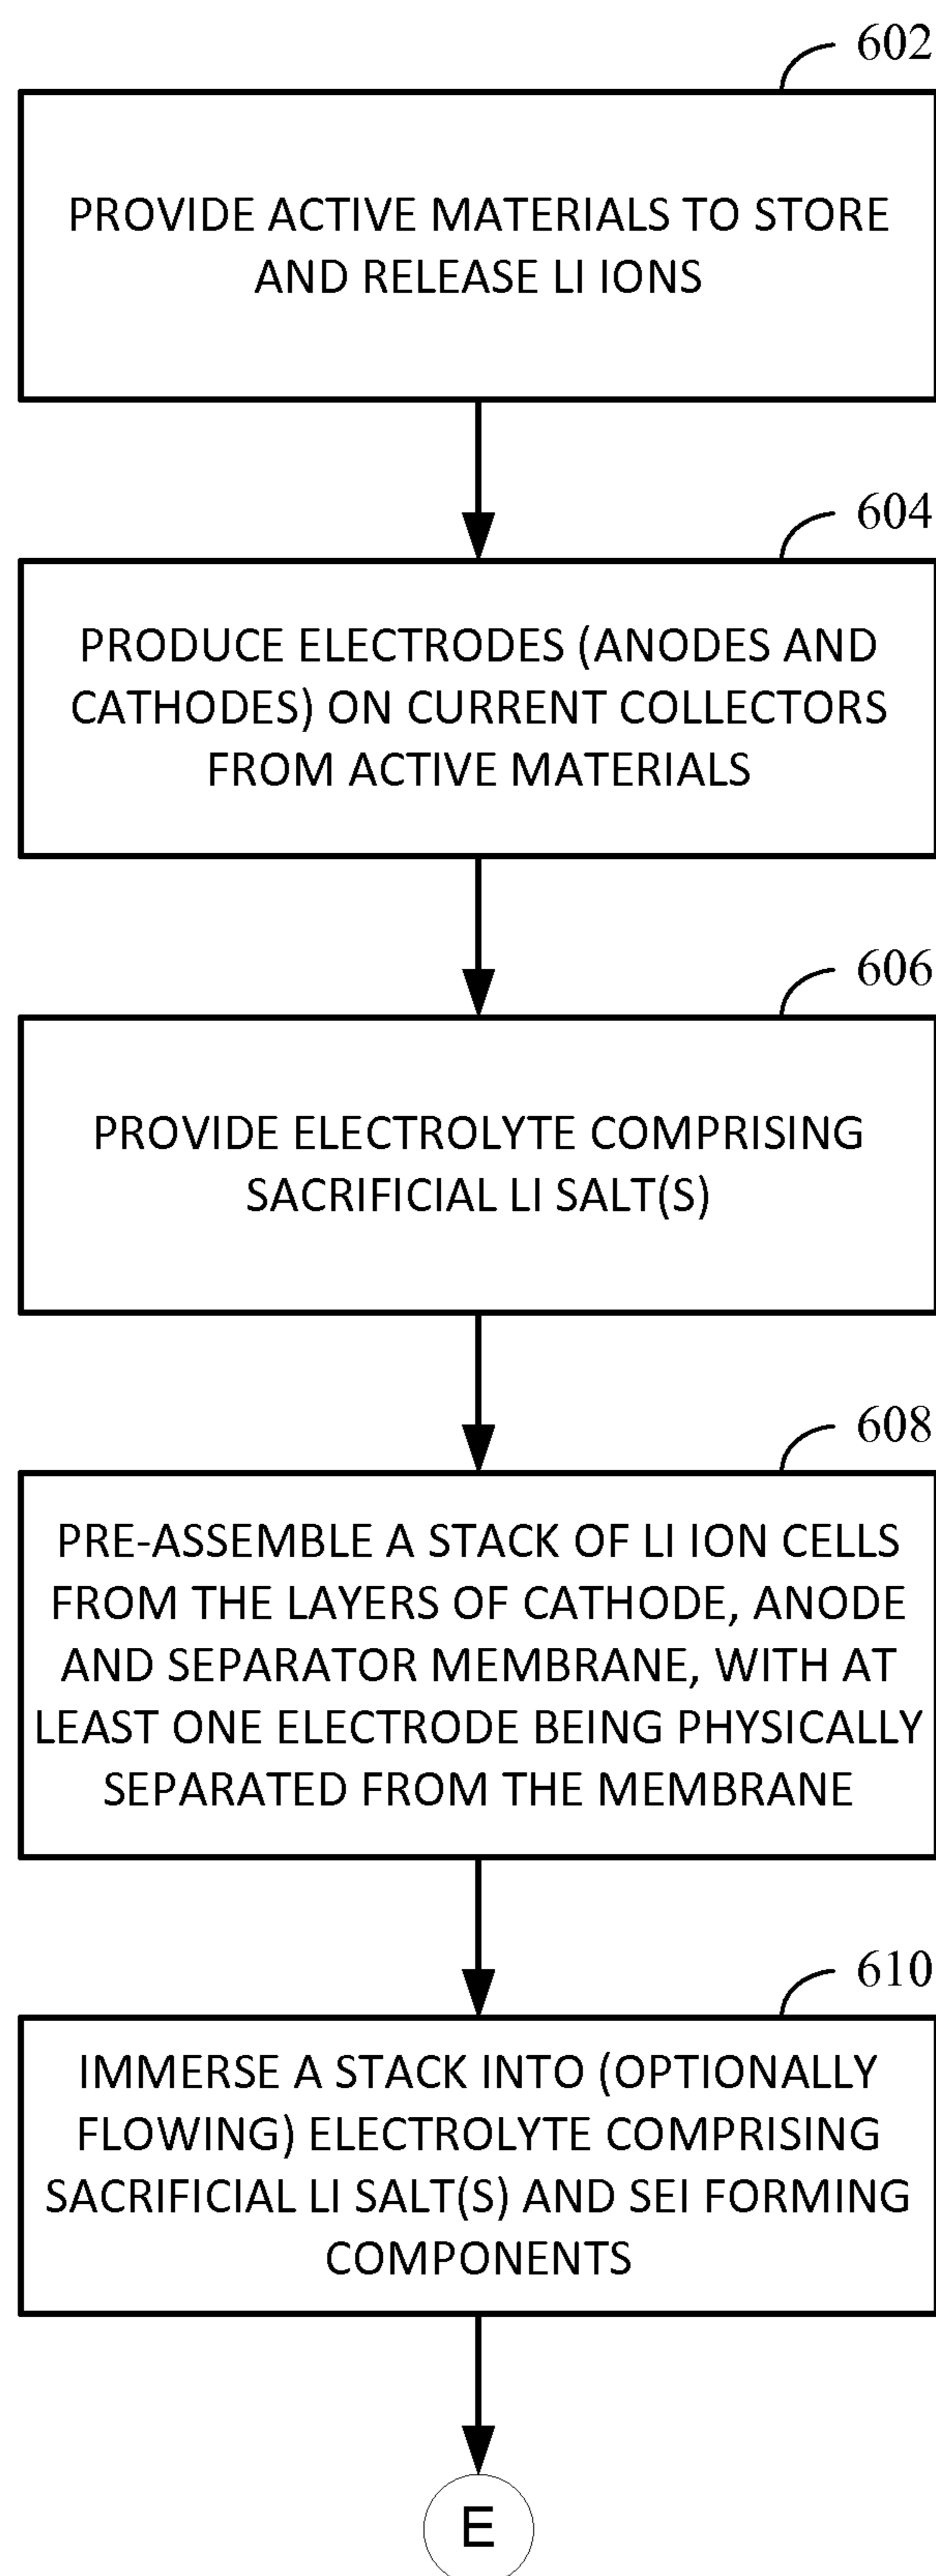 602
PROVIDE ACTIVE MATERIALS TO STORE
AND RELEASE LI IONS
604
PRODUCE ELECTRODES (ANODES AND
CATHODES) ON CURRENT COLLECTORS
FROM ACTIVE MATERIALS
606
PROVIDE ELECTROLYTE COMPRISING
SACRIFICIAL LI SALT(S)
608
PRE-ASSEMBLE A STACK OF LI ION CELLS
FROM THE LAYERS OF CATHODE, ANODE
AND SEPARATOR MEMBRANE, WITH AT
LEAST ONE ELECTRODE BEING PHYSICALLY
SEPARATED FROM THE MEMBRANE
610
IMMERSE A STACK INTO (OPTIONALLY
FLOWING) ELECTROLYTE COMPRISING
SACRIFICIAL LI SALT(S) AND SEI FORMING
COMPONENTS
E